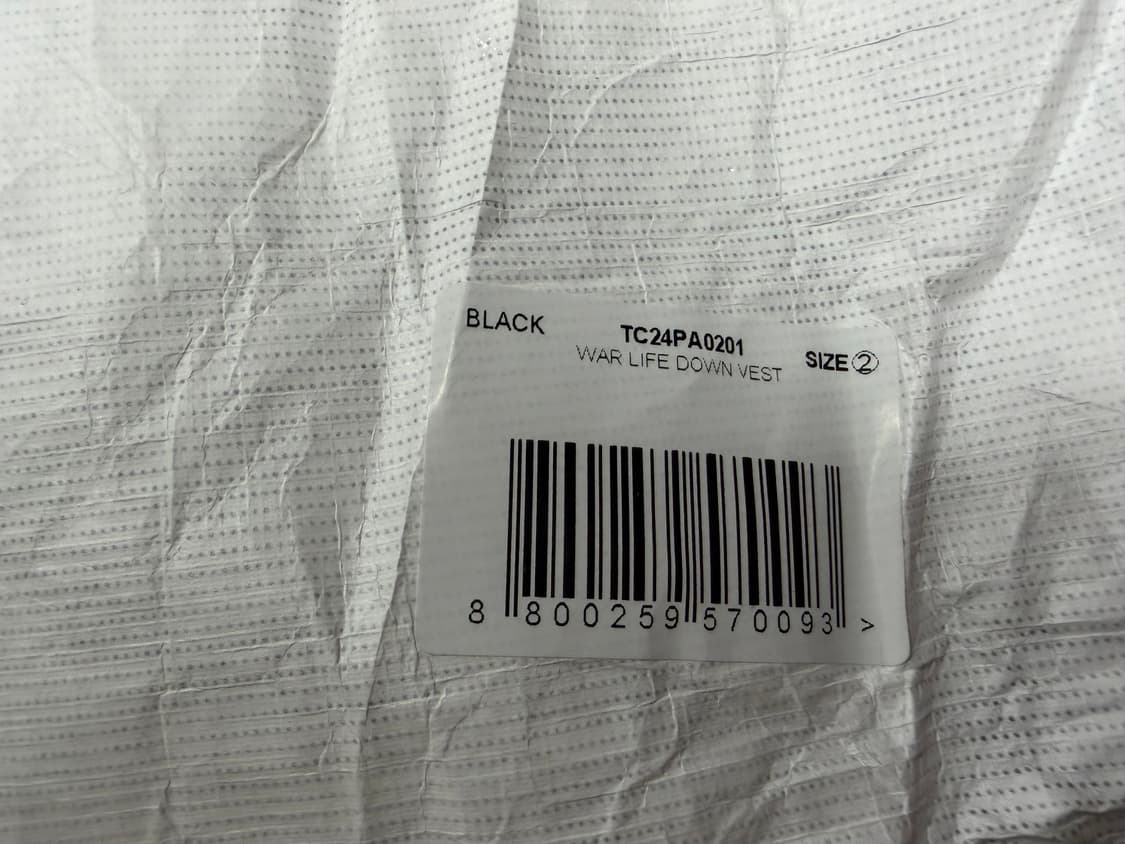 BLACK TC24PA0201 SIZE ②
WAR LIFE DOWN VEST
8 800259 570093 >